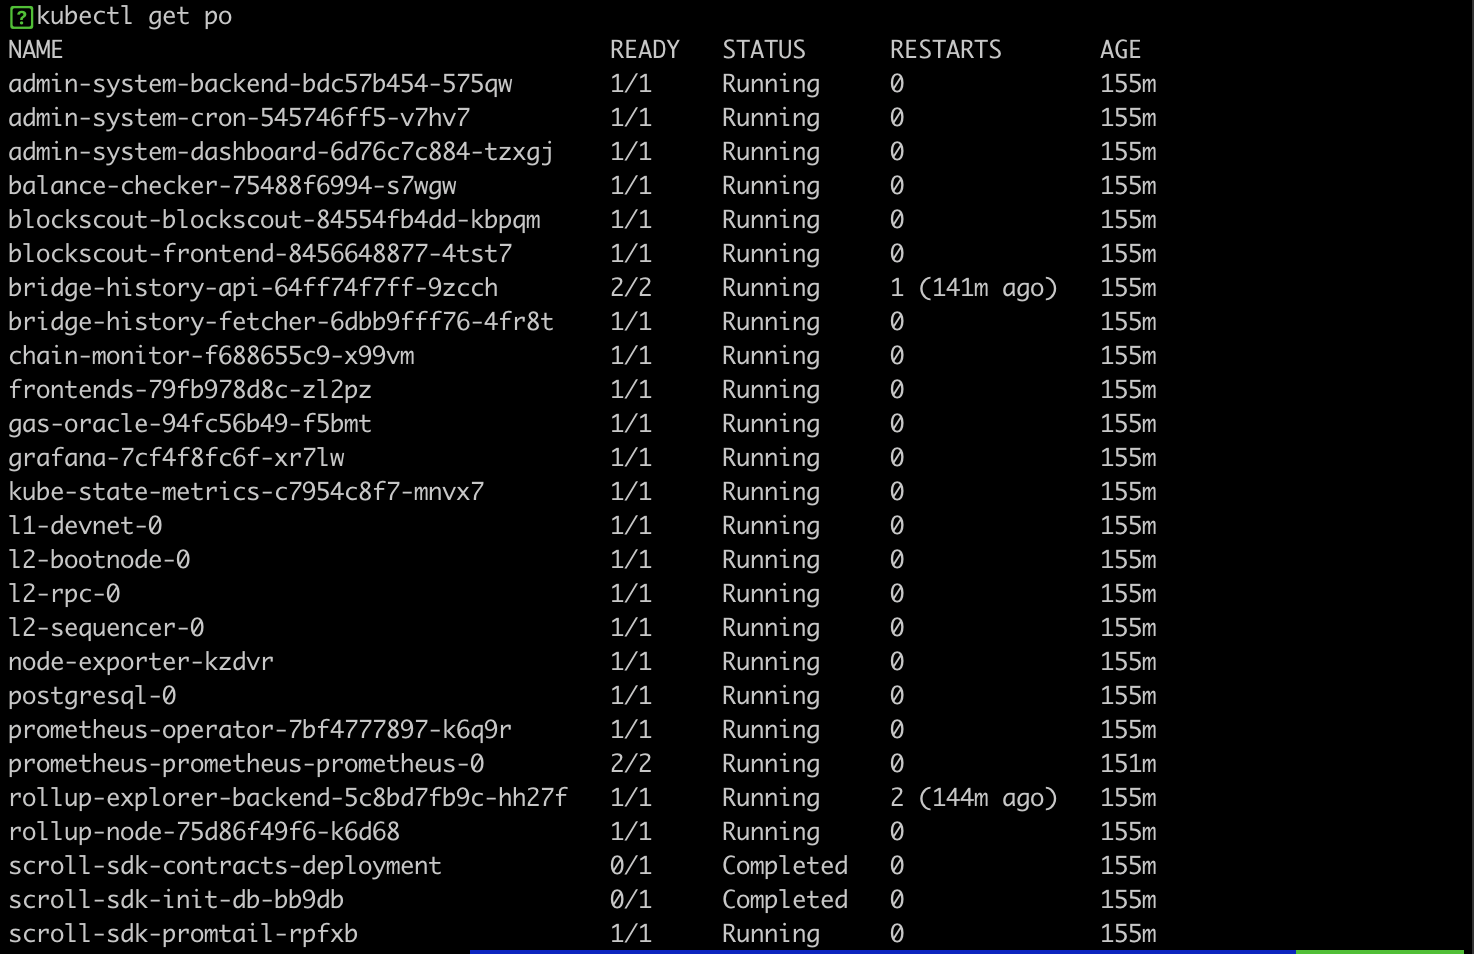 ?kubectl get po
NAME READY STATUS RESTARTS AGE
admin-system-backend-bdc57b454-575qw 1/1 Running 0 155m
admin-system-cron-545746ff5-v7hv7 1/1 Running 0 155m
admin-system-dashboard-6d76c7c884-tzxgj 1/1 Running 0 155m
balance-checker-75488f6994-s7wgw 1/1 Running 0 155m
blockscout-blockscout-84554fb4dd-kbpqm 1/1 Running 0 155m
blockscout-frontend-8456648877-4tst7 1/1 Running 0 155m
bridge-history-api-64ff74f7ff-9zcch 2/2 Running 1 (141m ago) 155m
bridge-history-fetcher-6dbb9fff76-4fr8t 1/1 Running 0 155m
chain-monitor-f688655c9-x99vm 1/1 Running 0 155m
frontends-79fb978d8c-zl2pz 1/1 Running 0 155m
gas-oracle-94fc56b49-f5bmt 1/1 Running 0 155m
grafana-7cf4f8fc6f-xr7lw 1/1 Running 0 155m
kube-state-metrics-c7954c8f7-mnvx7 1/1 Running 0 155m
l1-devnet-0 1/1 Running 0 155m
l2-bootnode-0 1/1 Running 0 155m
l2-rpc-0 1/1 Running 0 155m
l2-sequencer-0 1/1 Running 0 155m
node-exporter-kzdvr 1/1 Running 0 155m
postgresql-0 1/1 Running 0 155m
prometheus-operator-7bf4777897-k6q9r 1/1 Running 0 155m
prometheus-prometheus-prometheus-0 2/2 Running 0 151m
rollup-explorer-backend-5c8bd7fb9c-hh27f 1/1 Running 2 (144m ago) 155m
rollup-node-75d86f49f6-k6d68 1/1 Running 0 155m
scroll-sdk-contracts-deployment 0/1 Completed 0 155m
scroll-sdk-init-db-bb9db 0/1 Completed 0 155m
scroll-sdk-promtail-rpfxb 1/1 Running 0 155m